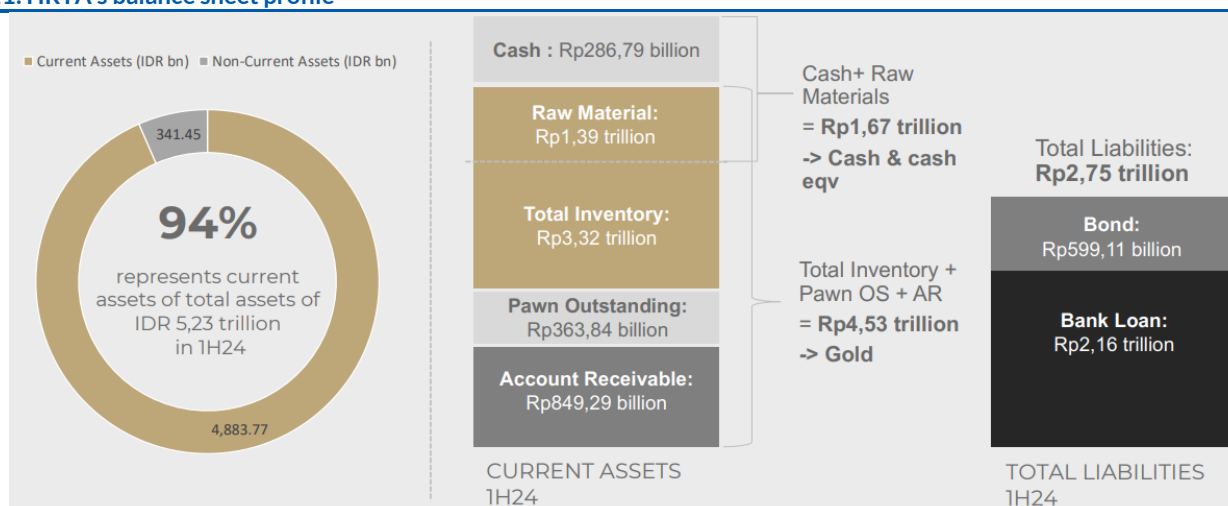 HRTA's balance sheet profile
Current Assets (IDR bn) Non-Current Assets (IDR bn)
341.45
94%
represents current
assets of total assets of
IDR 5,23 trillion
in 1H24
4,883.77
Cash : Rp286,79 billion
Raw Material:
Rp1,39 trillion
Total Inventory:
Rp3,32 trillion
Pawn Outstanding:
Rp363,84 billion
Account Receivable:
Rp849,29 billion
CURRENT ASSETS
1H24
Cash+ Raw
Materials
= Rp1,67 trillion
-> Cash & cash
eqv
Total Inventory +
Pawn OS + AR
= Rp4,53 trillion
-> Gold
Total Liabilities:
Rp2,75 trillion
Bond:
Rp599,11 billion
Bank Loan:
Rp2,16 trillion
TOTAL LIABILITIES
1H24